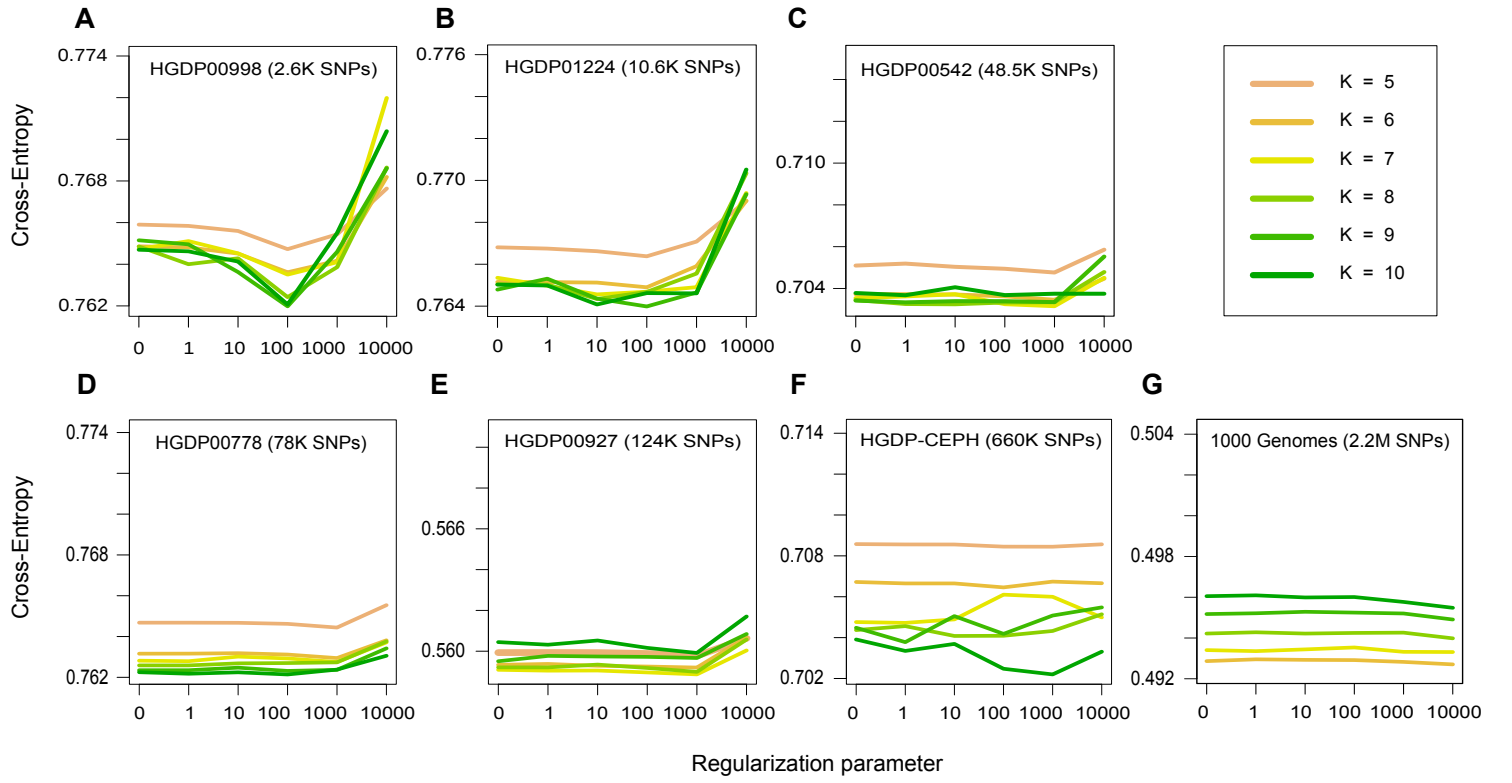 A
B
C
0.774
0.768
0.762
HGDP00998 (2.6K SNPs)
0 1 10 100 1000 10000
Cross-Entropy
0.776
0.770
0.764
HGDP01224 (10.6K SNPs)
0 1 10 100 1000 10000
0.710
0.704
HGDP00542 (48.5K SNPs)
0 1 10 100 1000 10000
K = 5
K = 6
K = 7
K = 8
K = 9
K = 10
D
E
F
G
0.774
0.768
0.762
HGDP00778 (78K SNPs)
0 1 10 100 1000 10000
Cross-Entropy
0.566
0.560
HGDP00927 (124K SNPs)
0 1 10 100 1000 10000
0.714
0.708
0.702
HGDP-CEPH (660K SNPs)
0 1 10 100 1000 10000
0.504
0.498
0.492
1000 Genomes (2.2M SNPs)
0 1 10 100 1000 10000
Regularization parameter